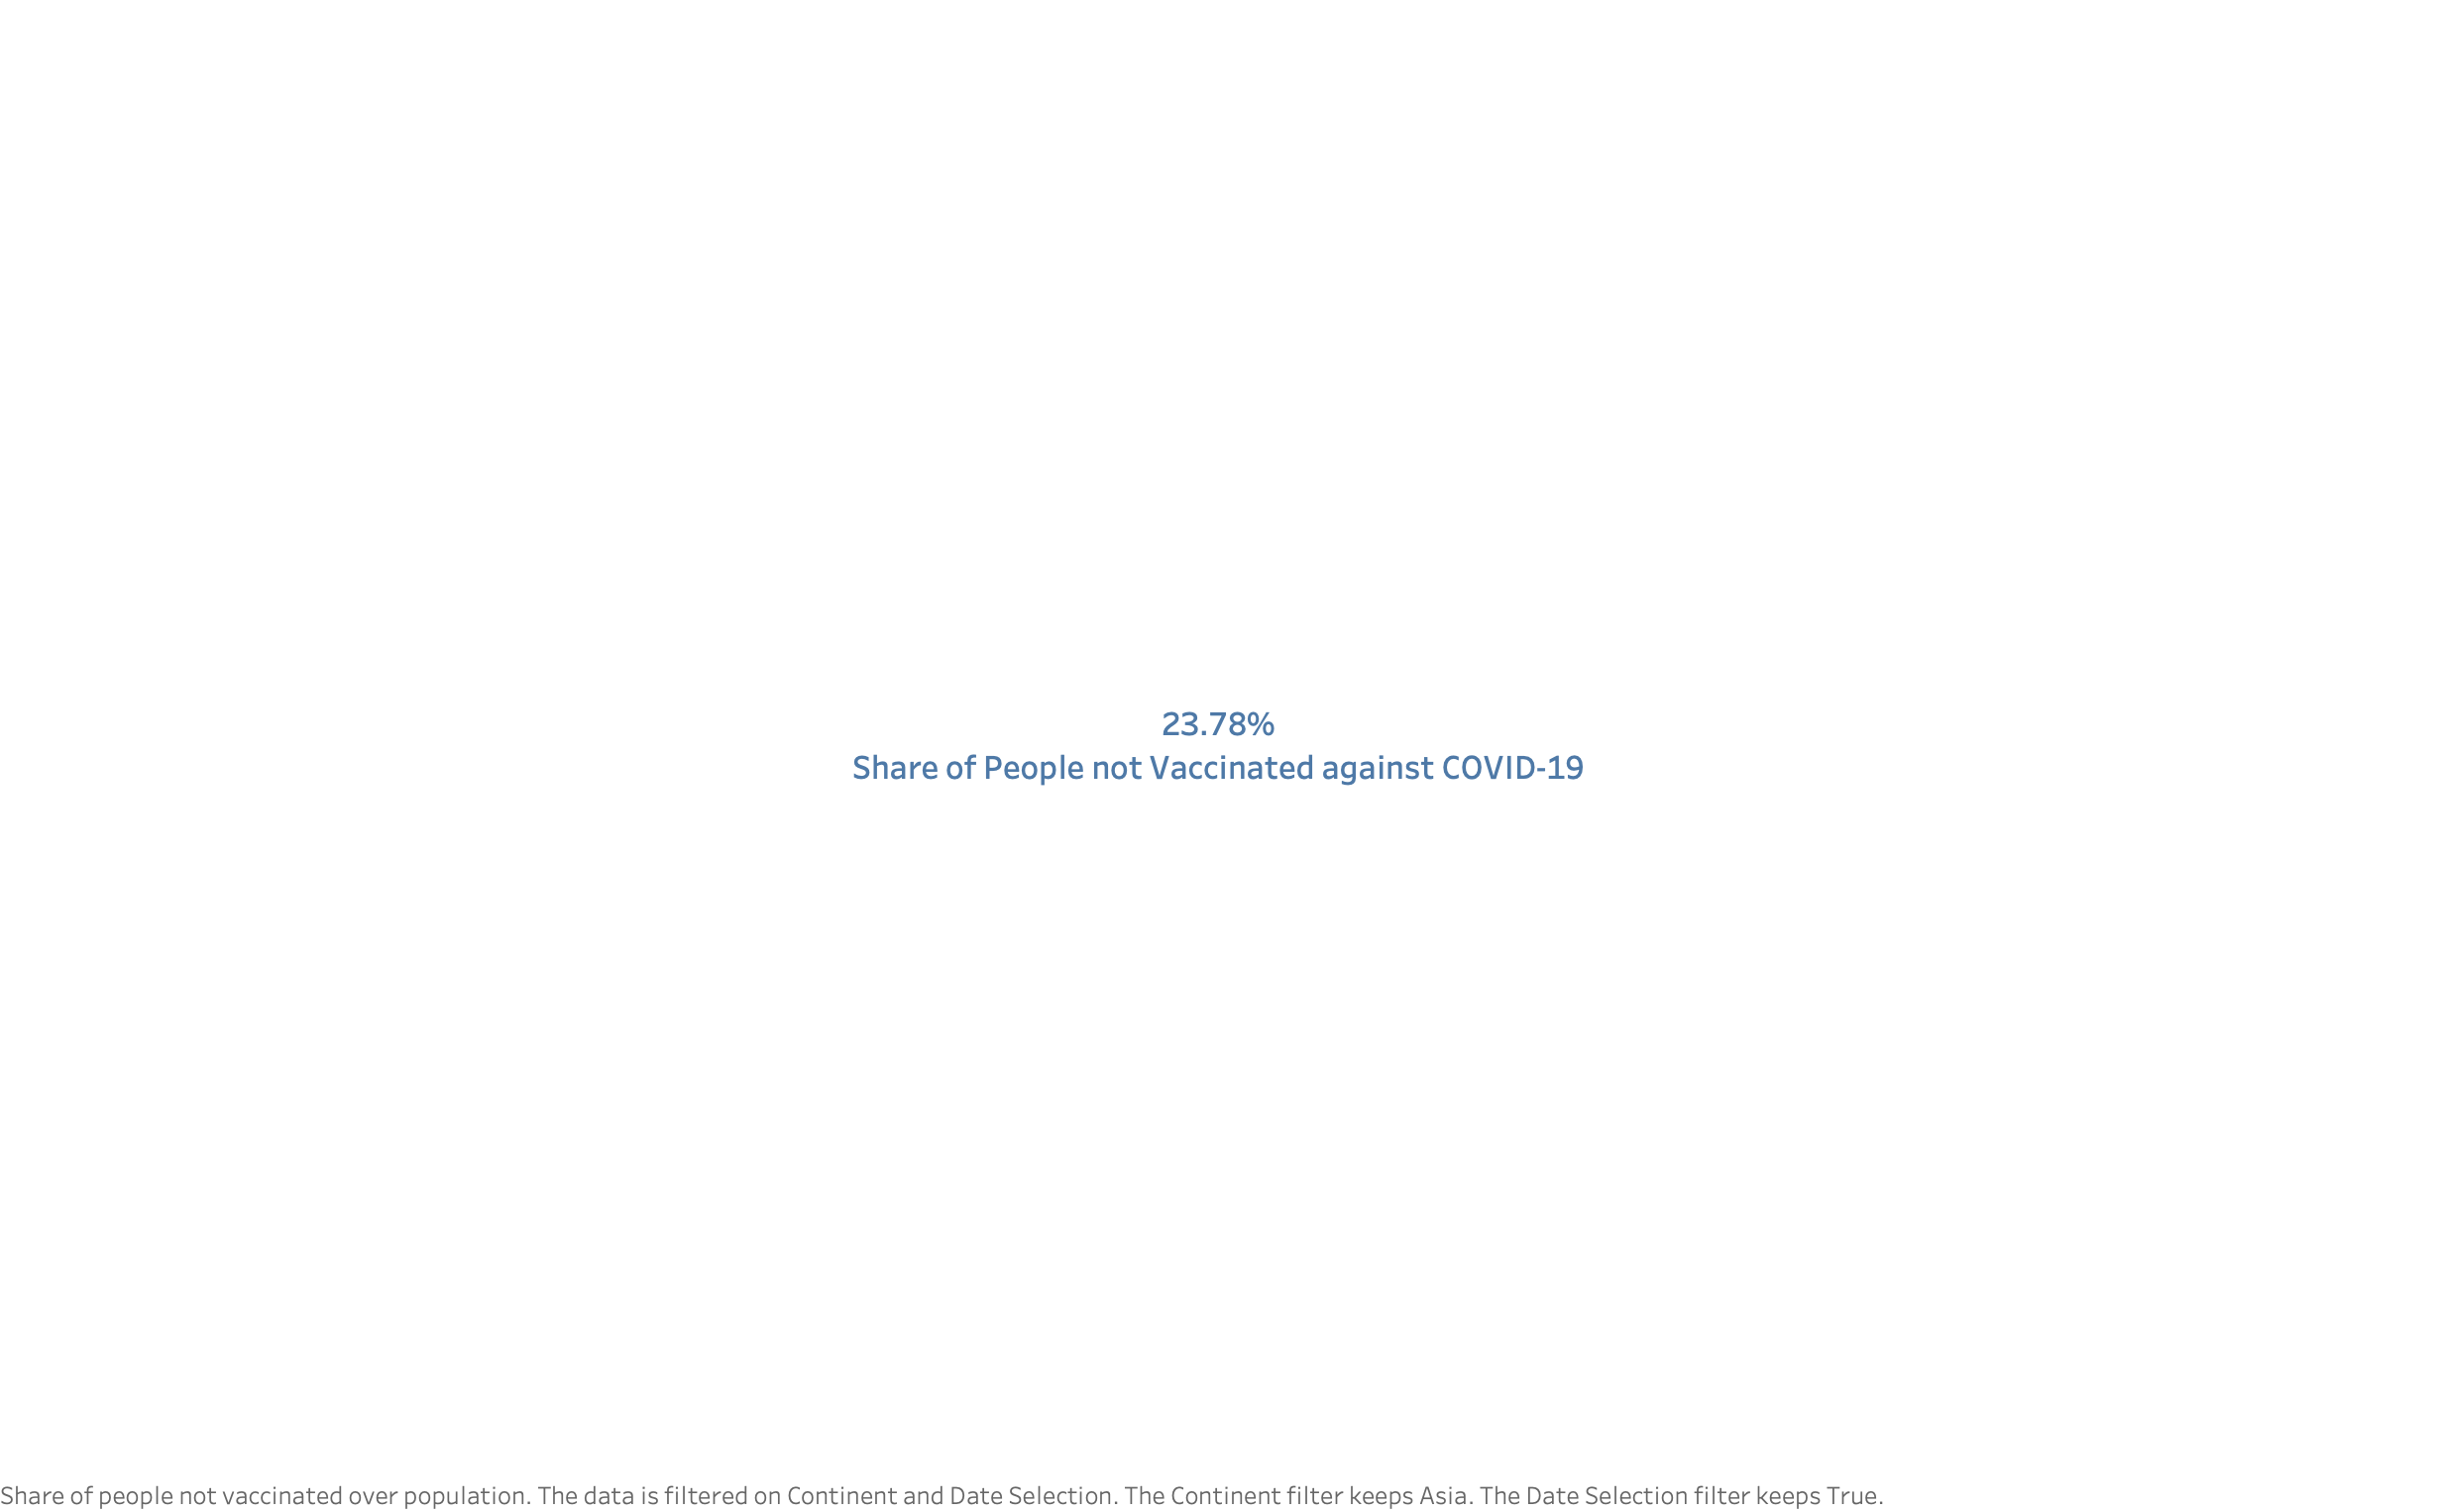 23.78%
Share of People not Vaccinated against COVID-19
Share of people not vaccinated over population. The data is filtered on Continent and Date Selection. The Continent filter keeps Asia. The Date Selection filter keeps True.